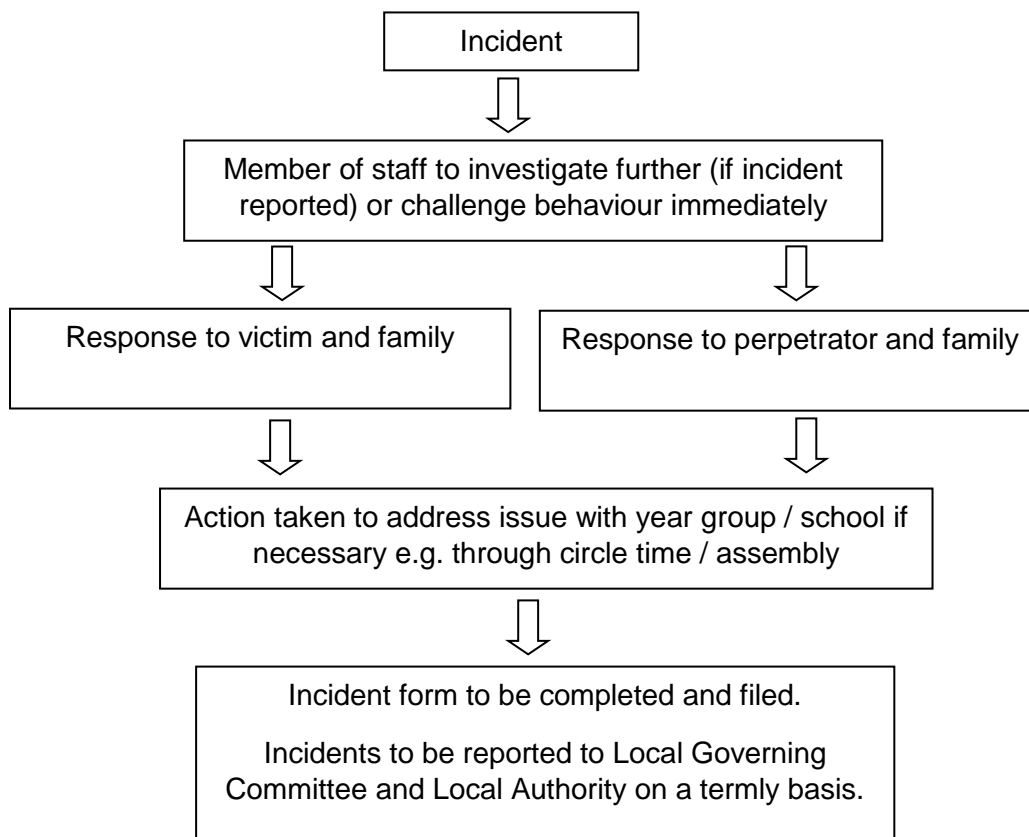 Incident
Member of staff to investigate further (if incident
reported) or challenge behaviour immediately
Response to victim and family
Response to perpetrator and family
Action taken to address issue with year group / school if
necessary e.g. through circle time / assembly
Incident form to be completed and filed.
Incidents to be reported to Local Governing
Committee and Local Authority on a termly basis.